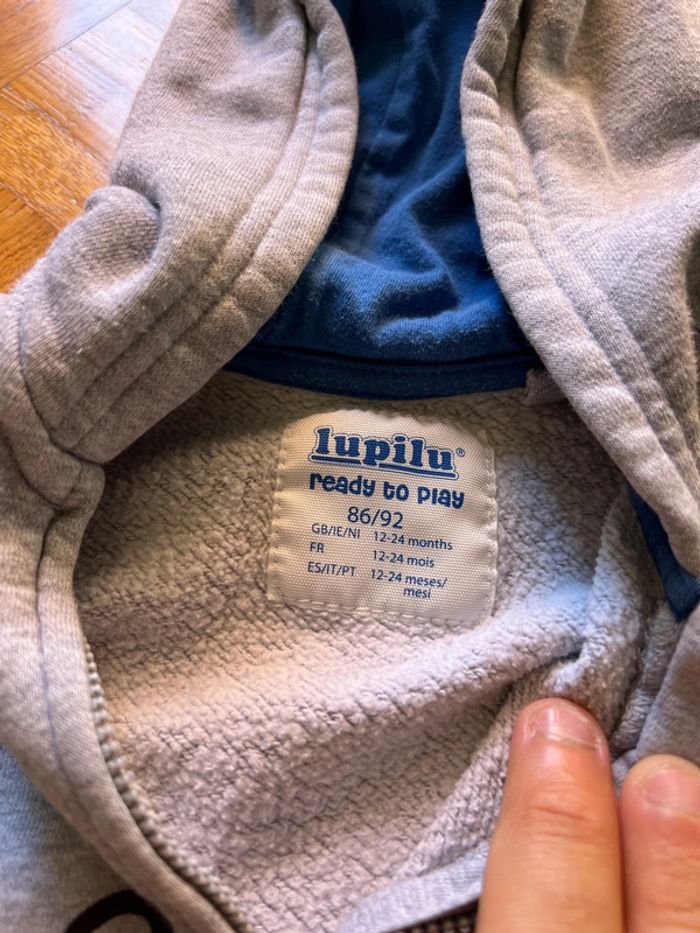 lupilu®
ready to play
86/92
GB/IE/NI 12-24 months
FR 12-24 mois
ES/IT/PT 12-24 meses/
mesi